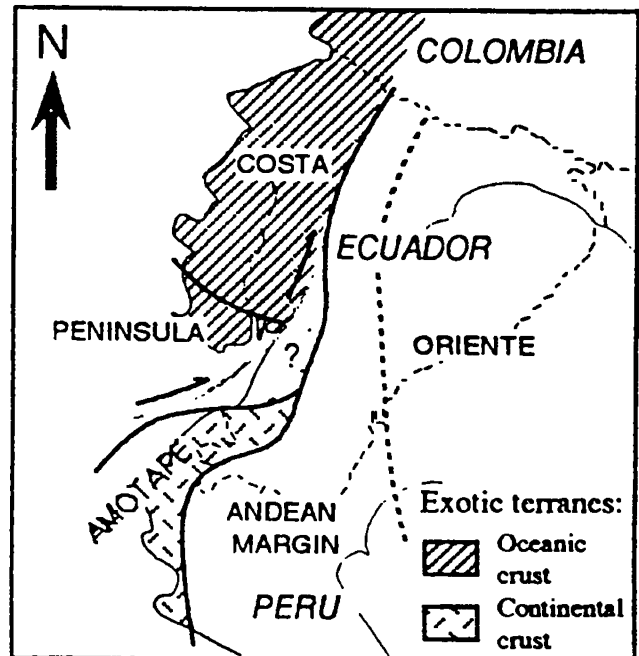 N
COLOMBIA
COSTA
ECUADOR
PENINSULA
?
ORIENTE
AMOTAPE
ANDEAN
MARGIN
PERU
Exotic terranes:
Oceanic
crust
Continental
crust